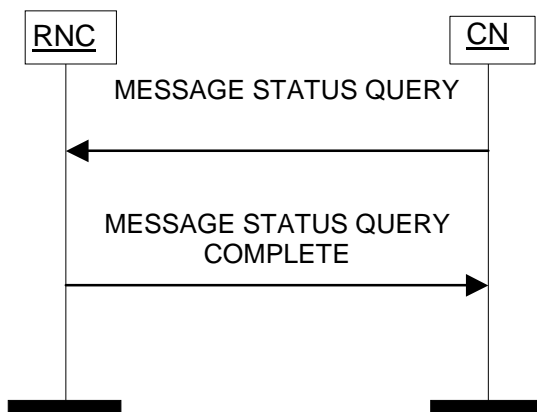 RNC
CN
MESSAGE STATUS QUERY
MESSAGE STATUS QUERY
COMPLETE